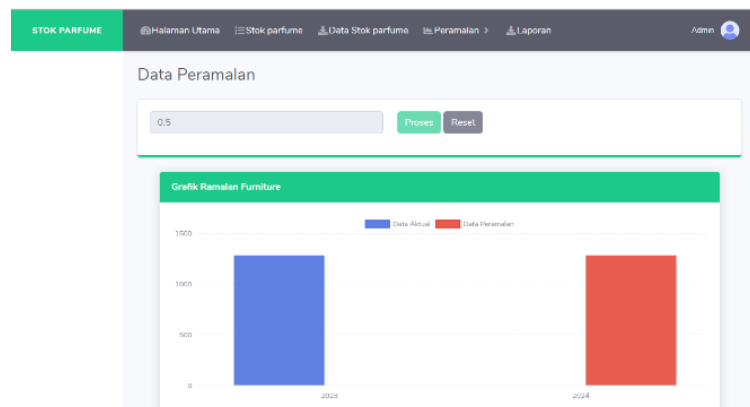 STOK PARFUME Halaman Utama Stok parfume Data Stok parfume Peramalan > Laporan Admin
Data Peramalan
0.5 Proses Reset
Grafik Ramalan Furniture
Data Aktual Data Peramalan
1500
1000
500
0
2023 2024